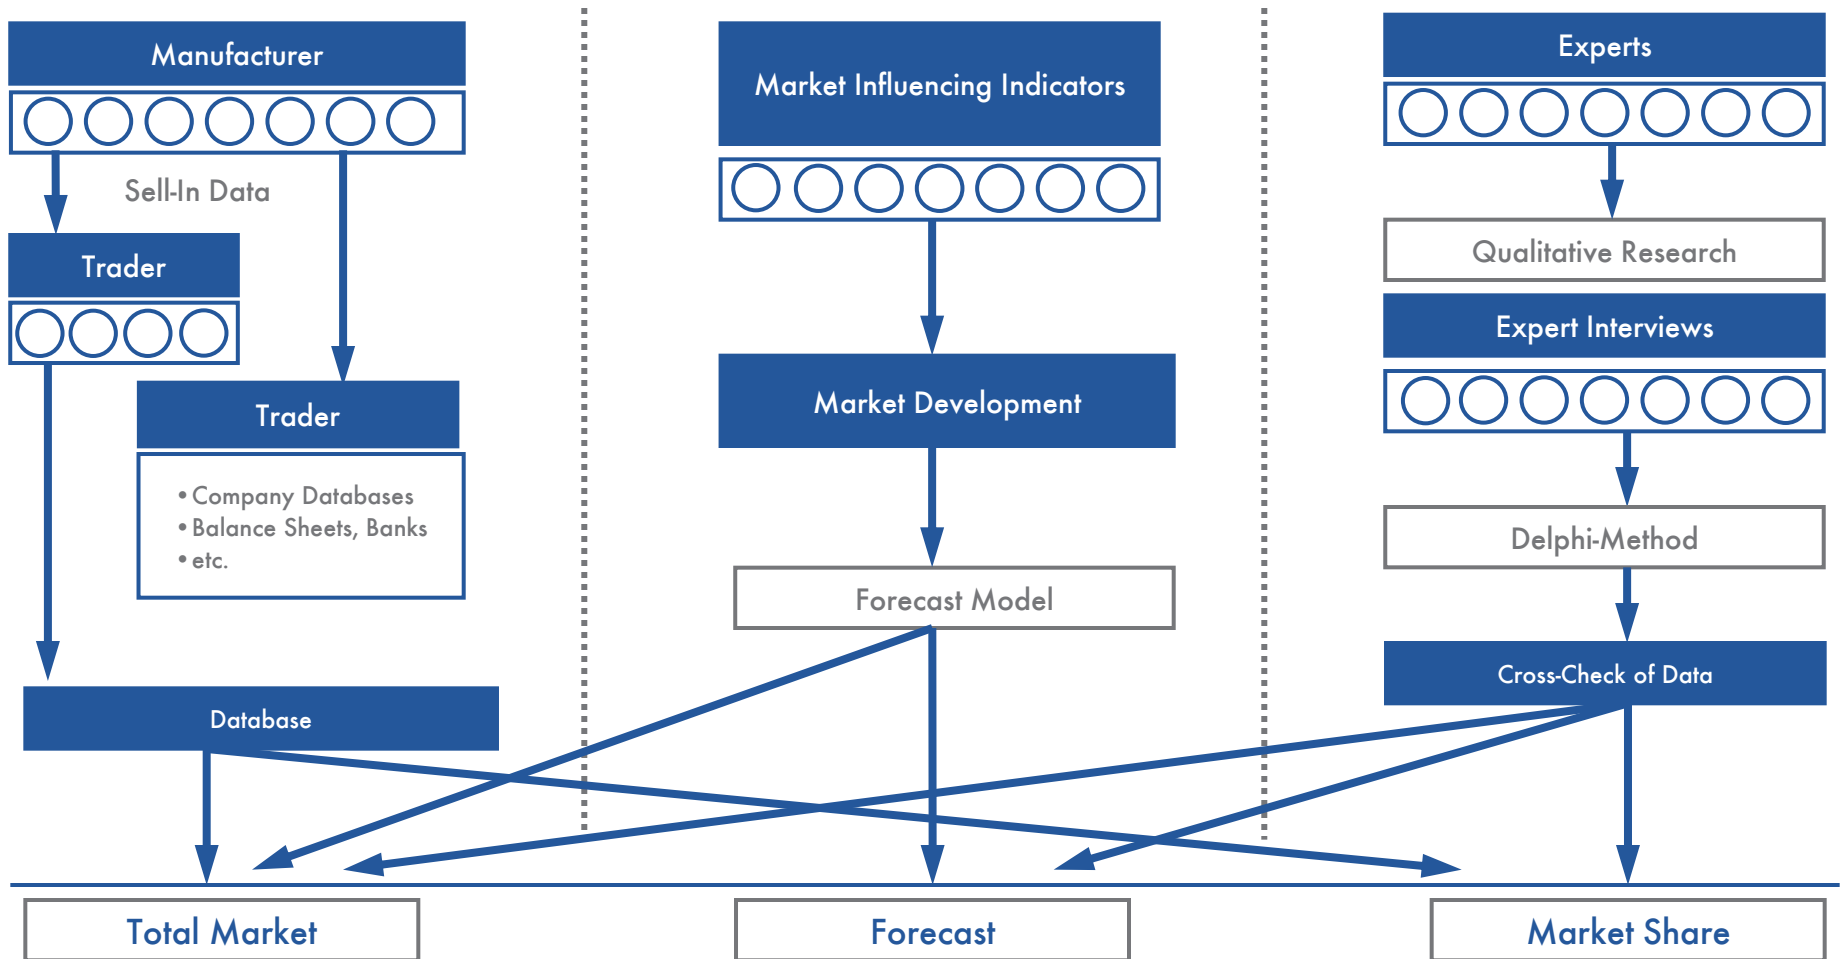 Manufacturer
Sell-In Data
Trader
Trader
• Company Databases
• Balance Sheets, Banks
• etc.
Database
Market Influencing Indicators
Market Development
Forecast Model
Experts
Qualitative Research
Expert Interviews
Delphi-Method
Cross-Check of Data
Total Market
Forecast
Market Share